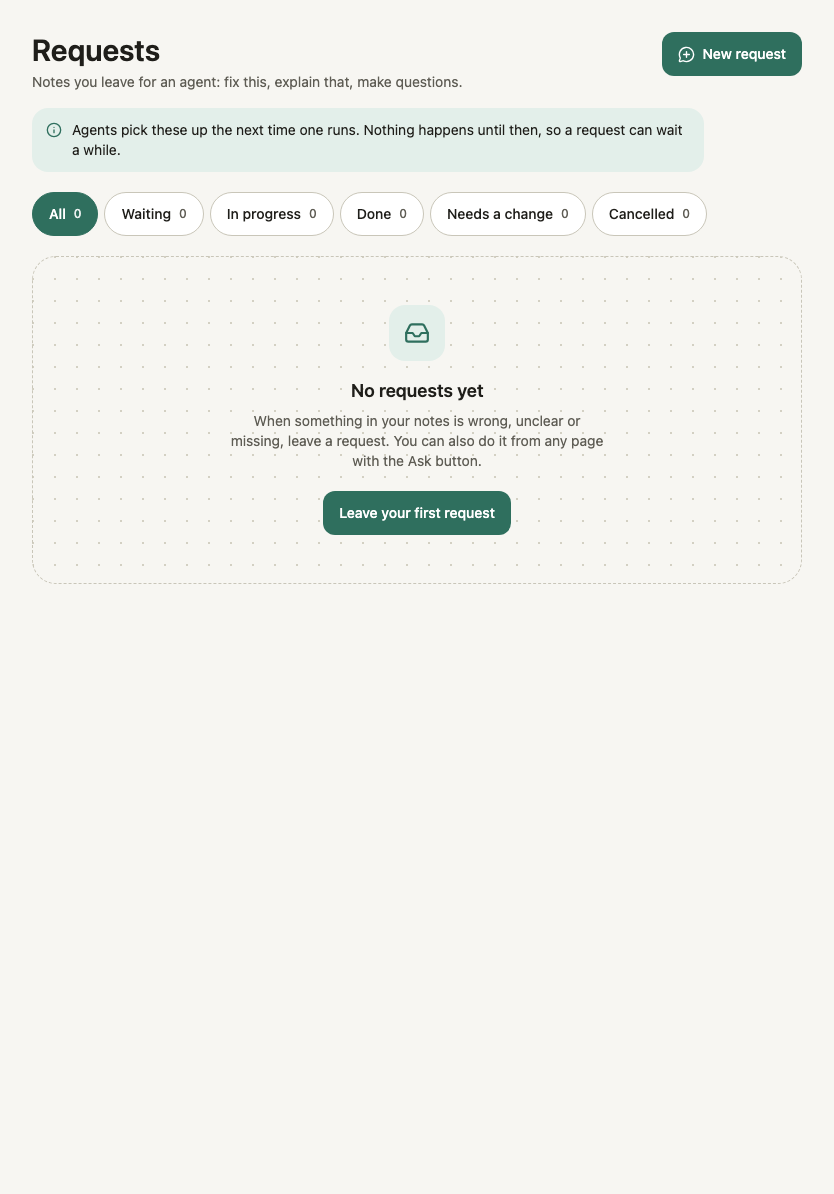 Requests
New request
Notes you leave for an agent: fix this, explain that, make questions.
Agents pick these up the next time one runs. Nothing happens until then, so a request can wait
a while.
All 0
Waiting 0
In progress 0
Done 0
Needs a change 0
Cancelled 0
No requests yet
When something in your notes is wrong, unclear or
missing, leave a request. You can also do it from any page
with the Ask button.
Leave your first request